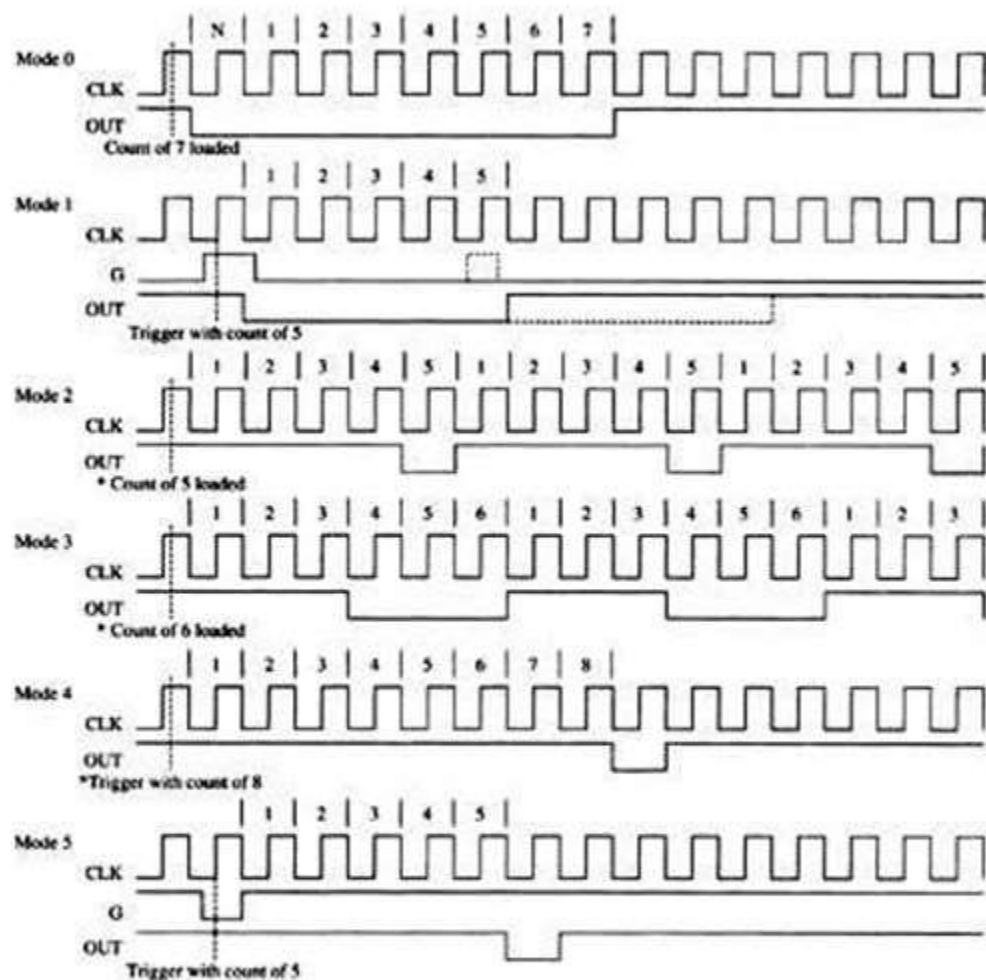 N 1 2 3 4 5 6 7
Mode 0
CLK
OUT
Count of 7 loaded
1 2 3 4 5
Mode 1
CLK
G
OUT
Trigger with count of 5
1 2 3 4 5 1 2 3 4 5 1 2 3 4 5
Mode 2
CLK
OUT
* Count of 5 loaded
1 2 3 4 5 6 1 2 3 4 5 6 1 2 3
Mode 3
CLK
OUT
* Count of 6 loaded
1 2 3 4 5 6 7 8
Mode 4
CLK
OUT
*Trigger with count of 8
1 2 3 4 5
Mode 5
CLK
G
OUT
Trigger with count of 5